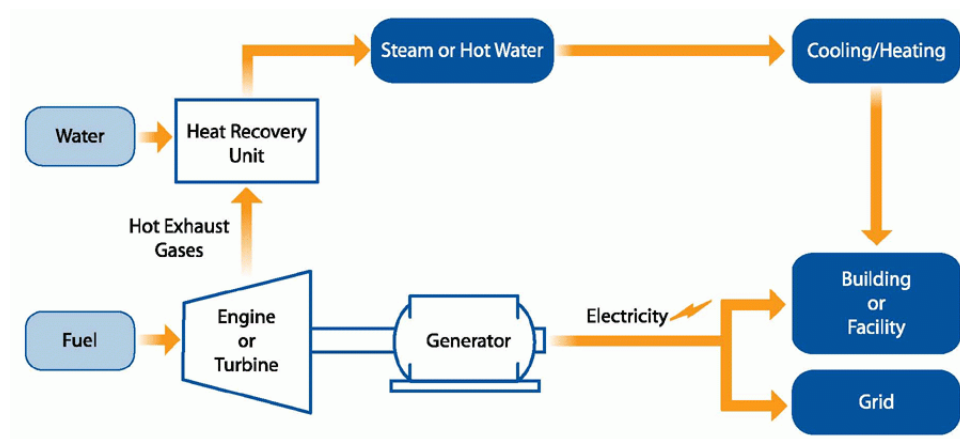 Steam or Hot Water
Cooling/Heating
Water
Heat Recovery
Unit
Hot Exhaust
Gases
Building
or
Facility
Electricity
Fuel
Engine
or
Turbine
Generator
Grid